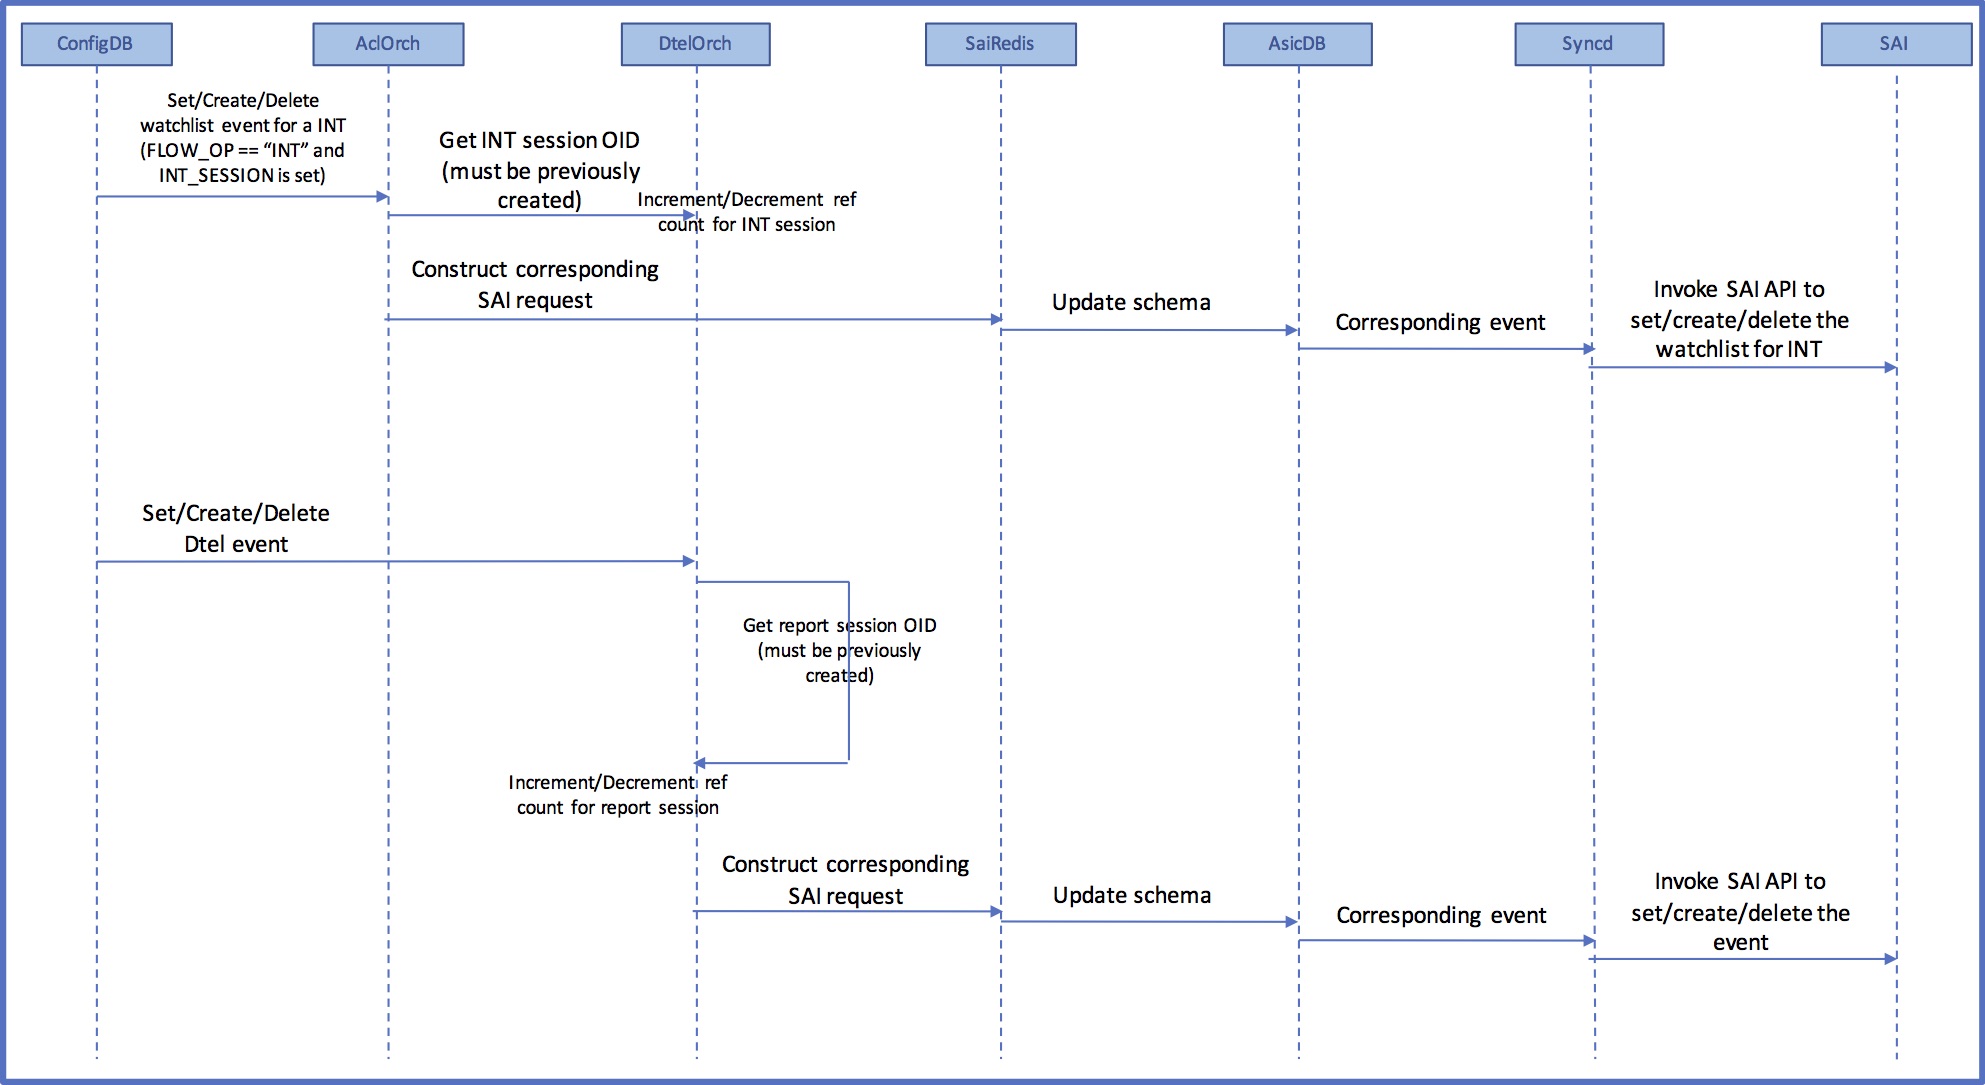 ConfigDB
AclOrch
DtelOrch
SaiRedis
AsicDB
Syncd
SAI
Set/Create/Delete
watchlist event for a INT
(FLOW_OP == “INT” and
INT_SESSION is set)
Get INT session OID
(must be previously
created)
Increment/Decrement ref
count for INT session
Construct corresponding
SAI request
Update schema
Corresponding event
Invoke SAI API to
set/create/delete the
watchlist for INT
Set/Create/Delete
Dtel event
Get report session OID
(must be previously
created)
Increment/Decrement ref
count for report session
Construct corresponding
SAI request
Update schema
Corresponding event
Invoke SAI API to
set/create/delete the
event